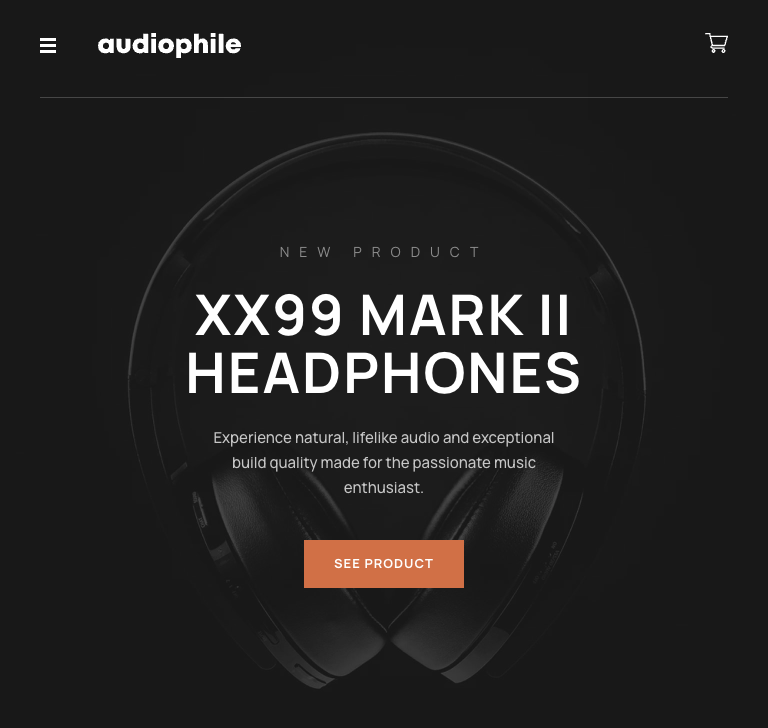 audiophile
NEW PRODUCT
XX99 MARK II
HEADPHONES
Experience natural, lifelike audio and exceptional
build quality made for the passionate music
enthusiast.
SEE PRODUCT